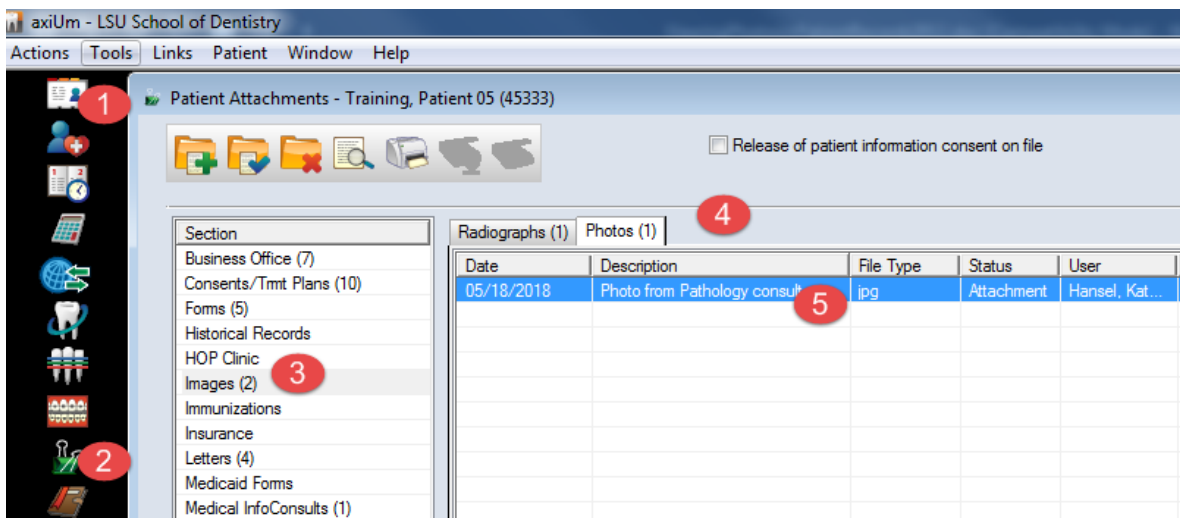 axiUm - LSU School of Dentistry
Actions Tools Links Patient Window Help
1
Patient Attachments - Training, Patient 05 (45333)
Release of patient information consent on file
4
Section
Radiographs (1) Photos (1)
Business Office (7)
Date Description File Type Status User
Consents/Tmt Plans (10)
05/18/2018 Photo from Pathology consult jpg Attachment Hansel, Kat...
5
Forms (5)
Historical Records
HOP Clinic
3
Images (2)
Immunizations
Insurance
2
Letters (4)
Medicaid Forms
Medical InfoConsults (1)